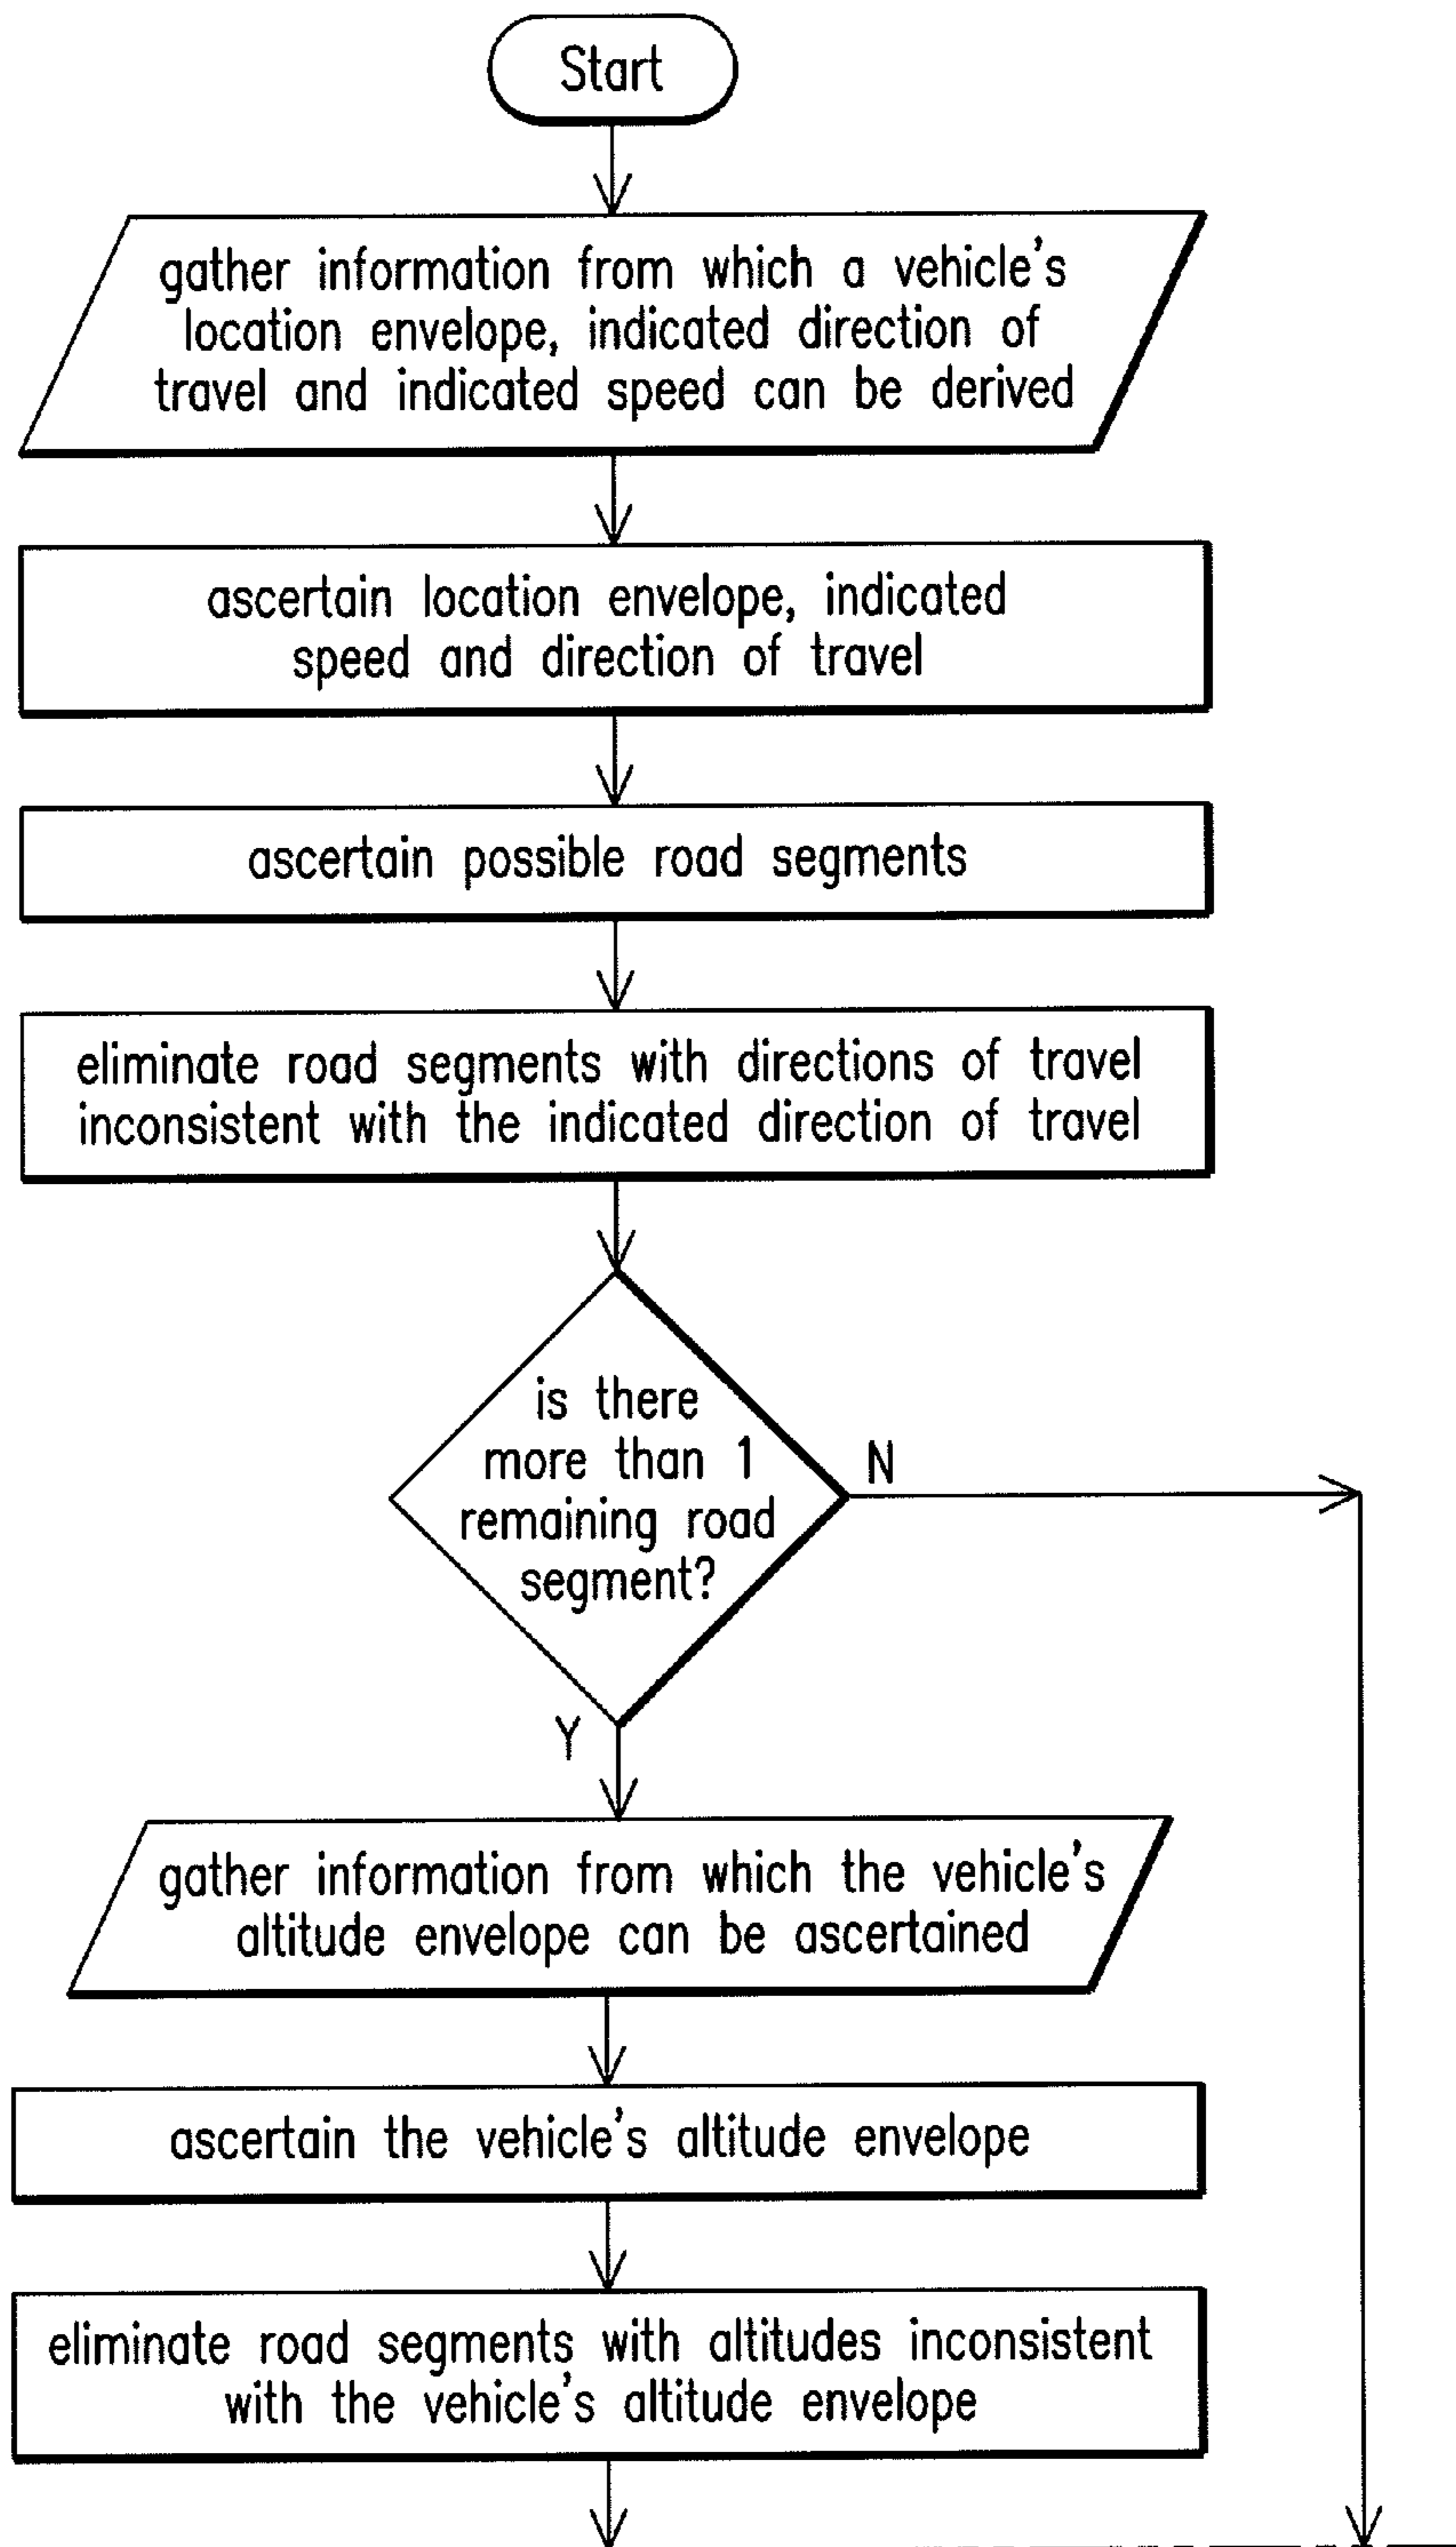 Start
gather information from which a vehicle's
location envelope, indicated direction of
travel and indicated speed can be derived
ascertain location envelope, indicated
speed and direction of travel
ascertain possible road segments
eliminate road segments with directions of travel
inconsistent with the indicated direction of travel
is there
more than 1
remaining road
segment?
N
Y
gather information from which the vehicle's
altitude envelope can be ascertained
ascertain the vehicle's altitude envelope
eliminate road segments with altitudes inconsistent
with the vehicle's altitude envelope